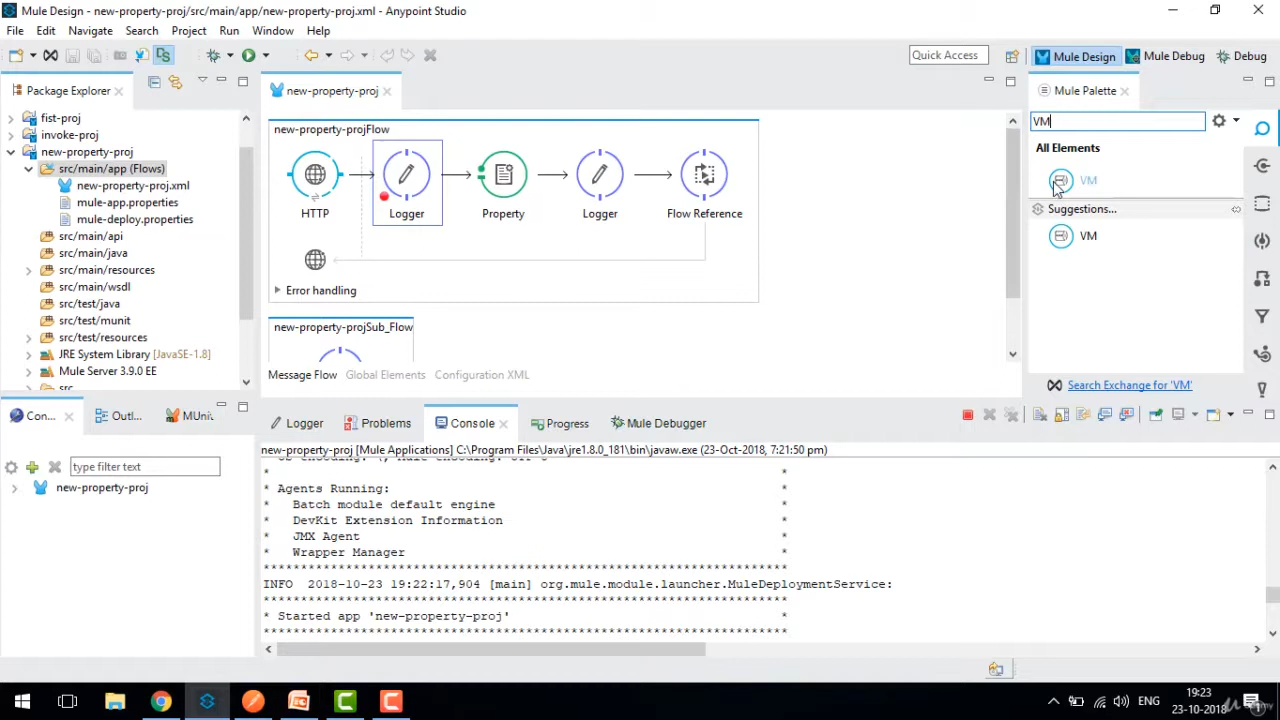 Mule Design - new-property-proj/src/main/app/new-property-proj.xml - Anypoint Studio
File Edit Navigate Search Project Run Window Help
Quick Access
Mule Design
Mule Debug
Debug
Package Explorer
new-property-proj
Mule Palette
fist-proj
invoke-proj
new-property-proj
src/main/app (Flows)
new-property-proj.xml
mule-app.properties
mule-deploy.properties
src/main/api
src/main/java
src/main/resources
src/main/wsdl
src/test/java
src/test/munit
src/test/resources
JRE System Library [JavaSE-1.8]
Mule Server 3.9.0 EE
src
new-property-projFlow
HTTP
Logger
Property
Logger
Flow Reference
Error handling
new-property-projSub_Flow
Message Flow Global Elements Configuration XML
VM
All Elements
VM
Suggestions...
VM
Search Exchange for 'VM'
Con...
Outl...
MUnit
type filter text
new-property-proj
Logger
Problems
Console
Progress
Mule Debugger
new-property-proj [Mule Applications] C:\Program Files\Java\jre1.8.0_181\bin\javaw.exe (23-Oct-2018, 7:21:50 pm)
* *
* Agents Running: *
* Batch module default engine *
* DevKit Extension Information *
* JMX Agent *
* Wrapper Manager *
**********************************************************************
INFO 2018-10-23 19:22:17,904 [main] org.mule.module.launcher.MuleDeploymentService:
**********************************************************************
* Started app 'new-property-proj' *
**********************************************************************
ENG
19:23
23-10-2018